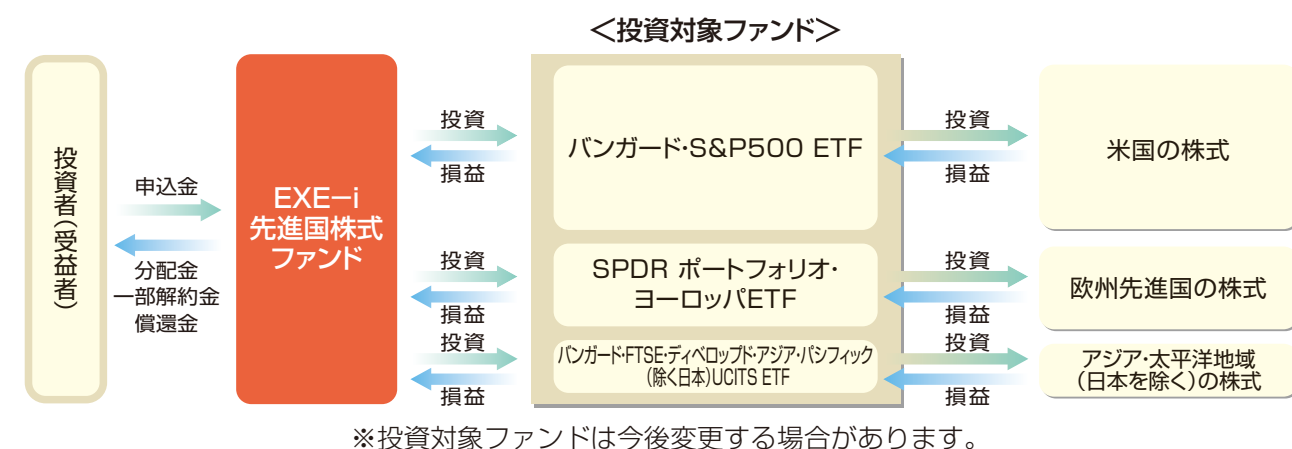 <投資対象ファンド>
投資者(受益者)
申込金
分配金
一部解約金
償還金
EXE-i
先進国株式
ファンド
投資
損益
バンガード・S&P500 ETF
投資
損益
米国の株式
投資
損益
SPDR ポートフォリオ・
ヨーロッパETF
投資
損益
欧州先進国の株式
投資
損益
バンガード・FTSE・ディベロップド・アジア・パシフィック
(除く日本)UCITS ETF
投資
損益
アジア・太平洋地域
(日本を除く)の株式
※投資対象ファンドは今後変更する場合があります。